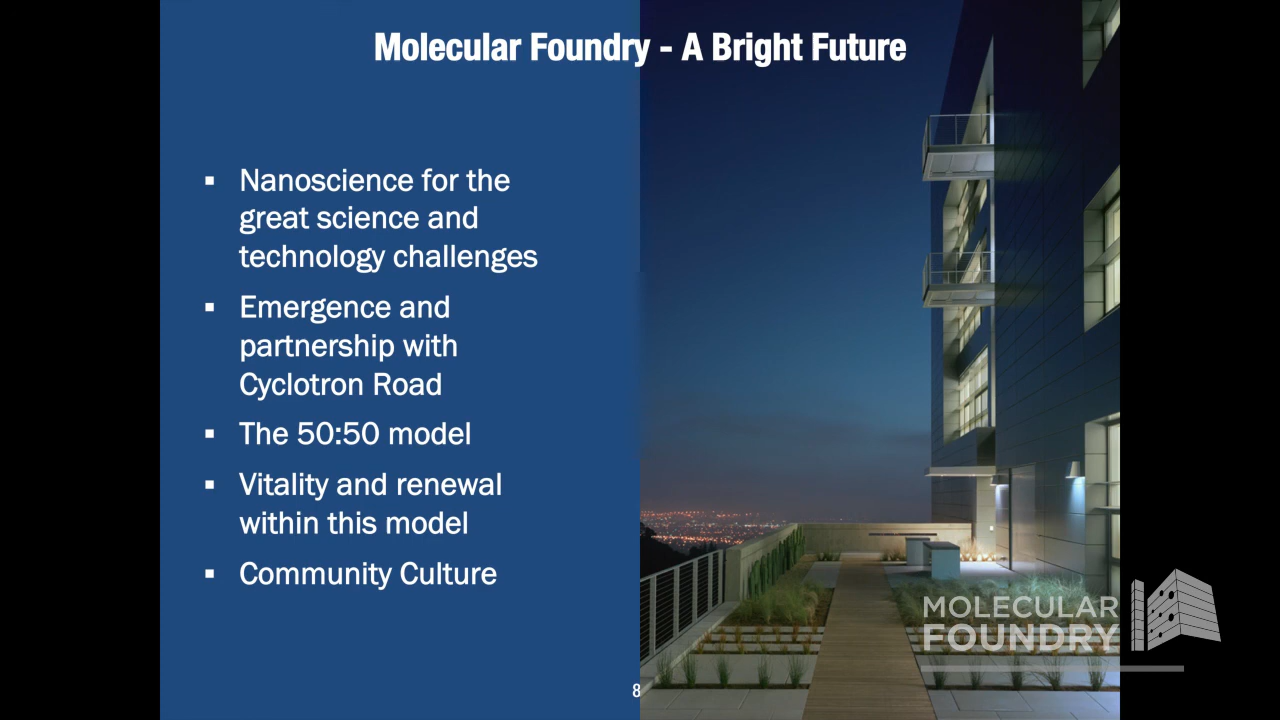 Molecular Foundry - A Bright Future
▪ Nanoscience for the
great science and
technology challenges
▪ Emergence and
partnership with
Cyclotron Road
▪ The 50:50 model
▪ Vitality and renewal
within this model
▪ Community Culture
MOLECULAR
FOUNDRY
8